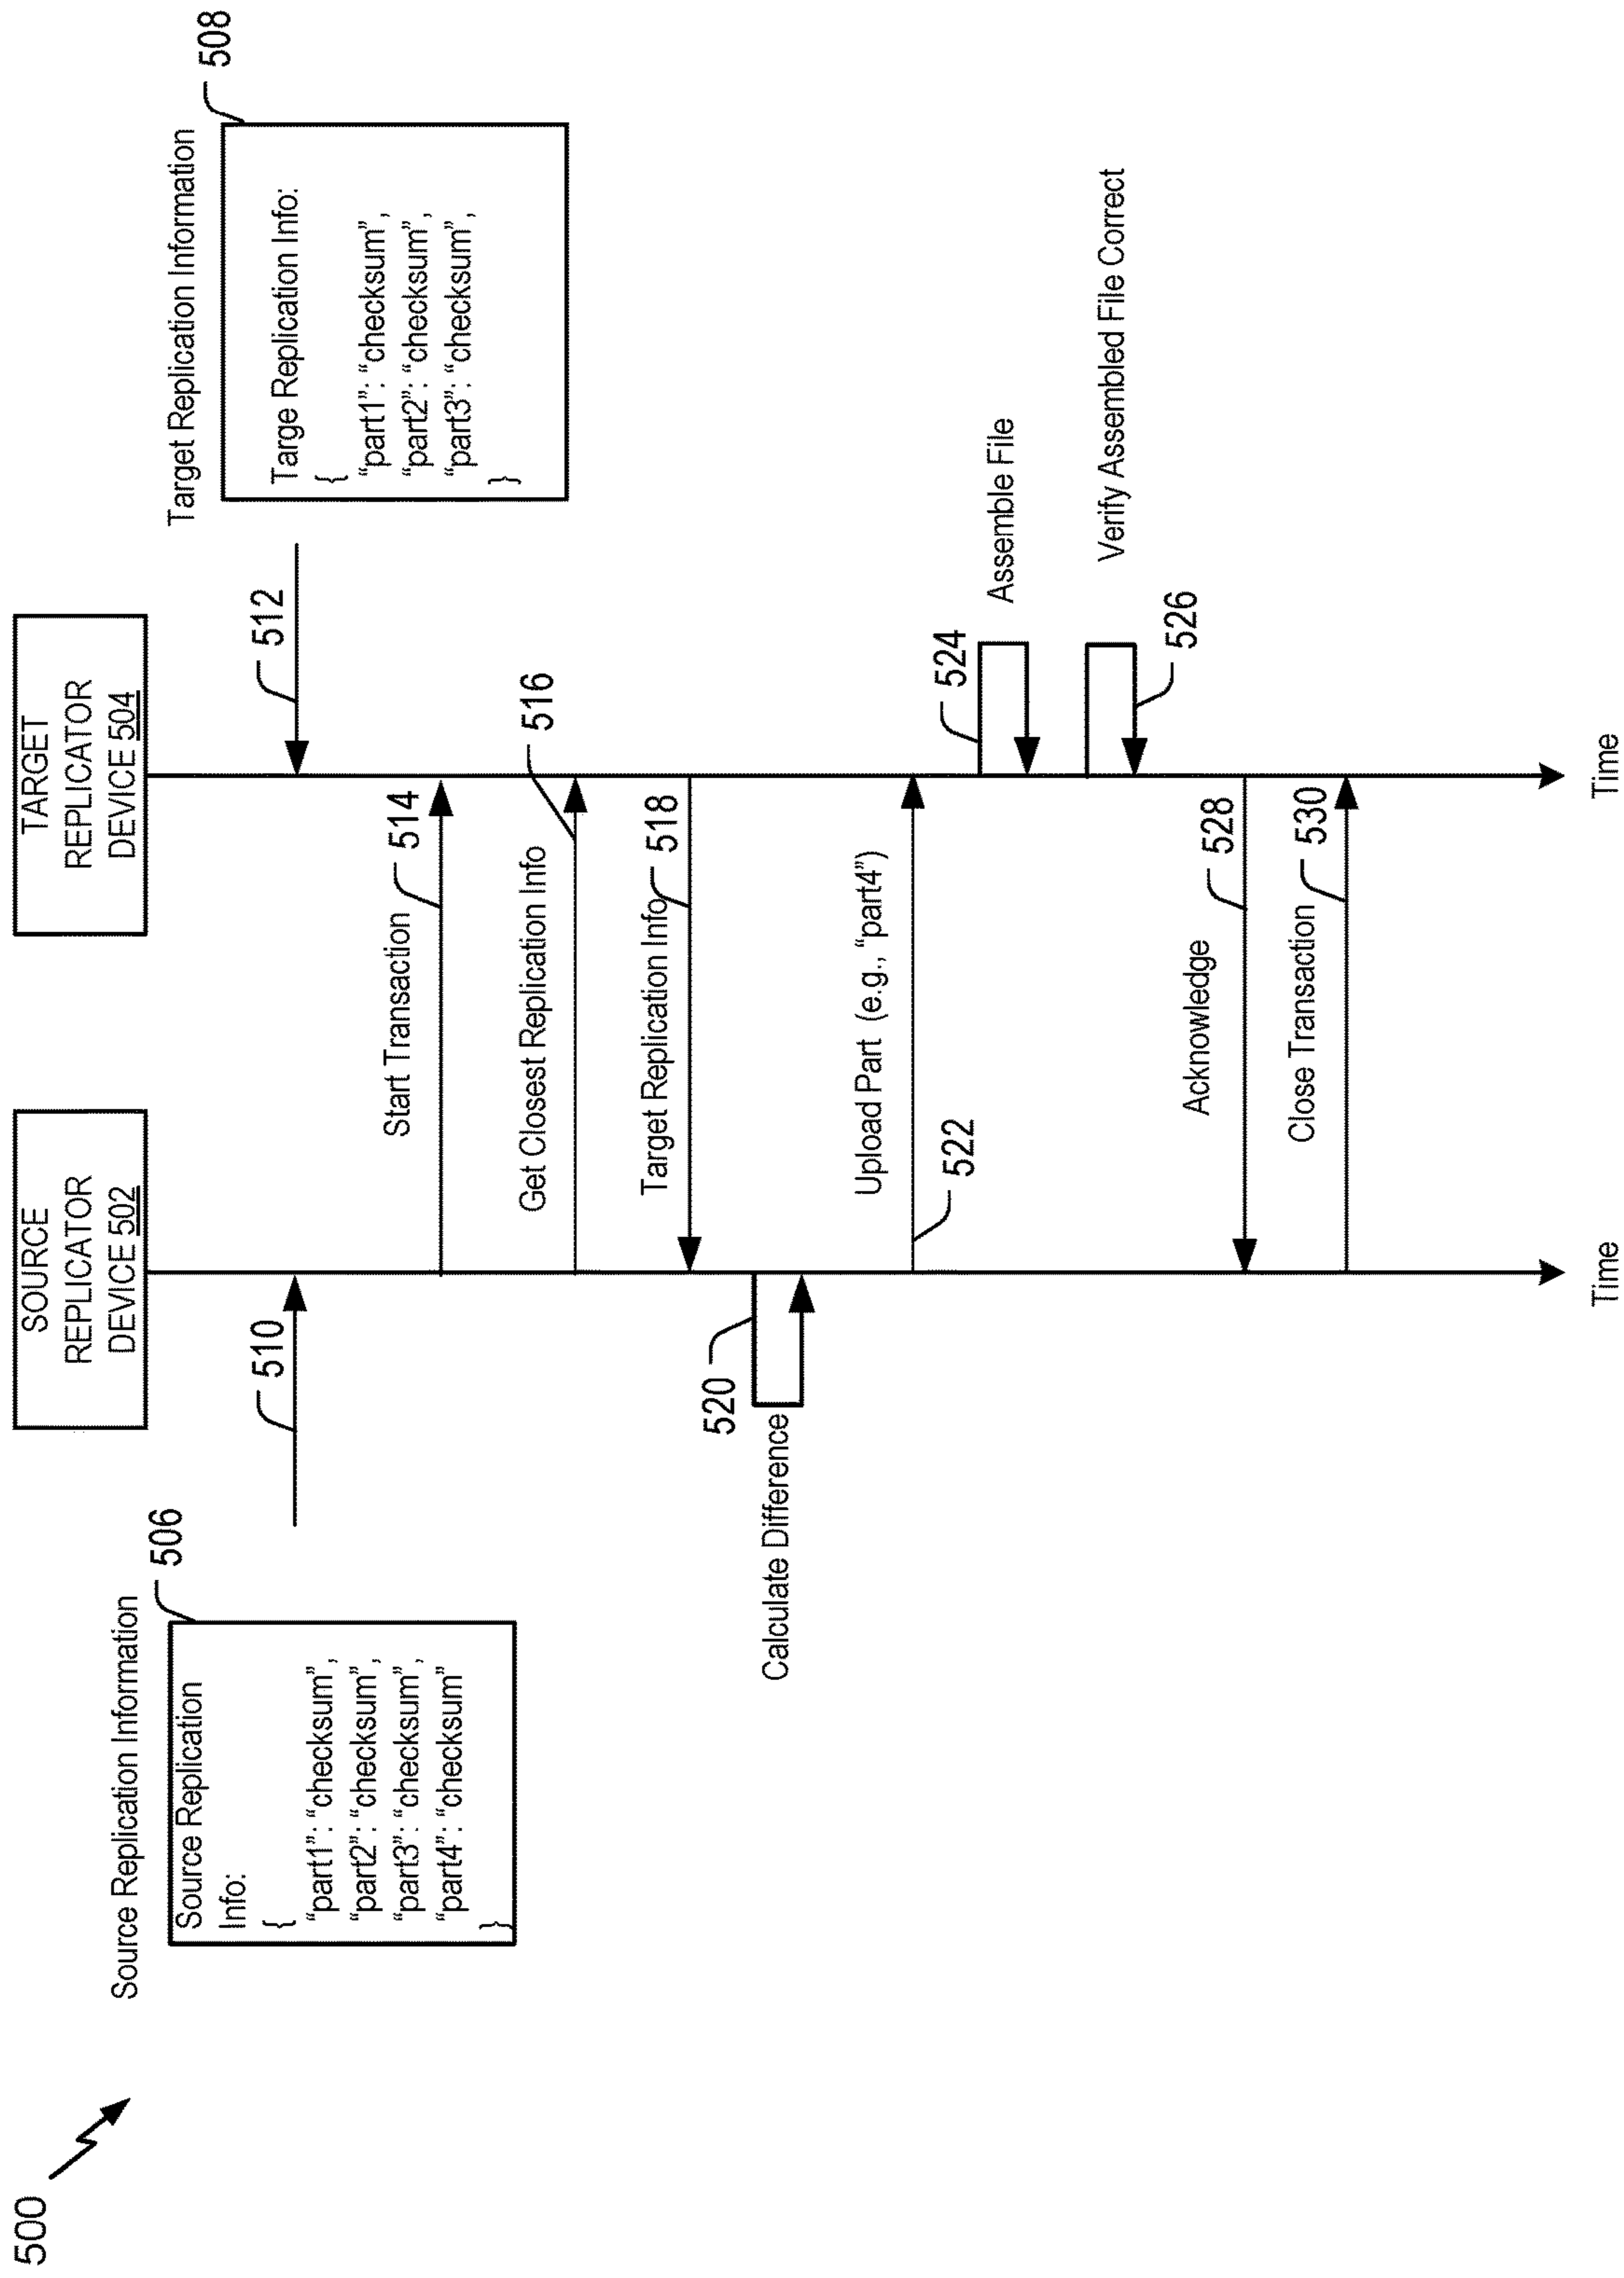 500
SOURCE
REPLICATOR
DEVICE 502
TARGET
REPLICATOR
DEVICE 504
Source Replication Information
506
Source Replication
Info:
{
“part1”: “checksum”,
“part2”: “checksum”,
“part3”: “checksum”,
“part4”: “checksum”
}
Target Replication Information
508
Targe Replication Info:
{
“part1”: “checksum”,
“part2”: “checksum”,
“part3”: “checksum”,
}
510
512
Start Transaction
514
Get Closest Replication Info
516
Target Replication Info
518
520
Calculate Difference
Upload Part (e.g., “part4”)
522
524
Assemble File
Verify Assembled File Correct
526
Acknowledge
528
Close Transaction
530
Time
Time